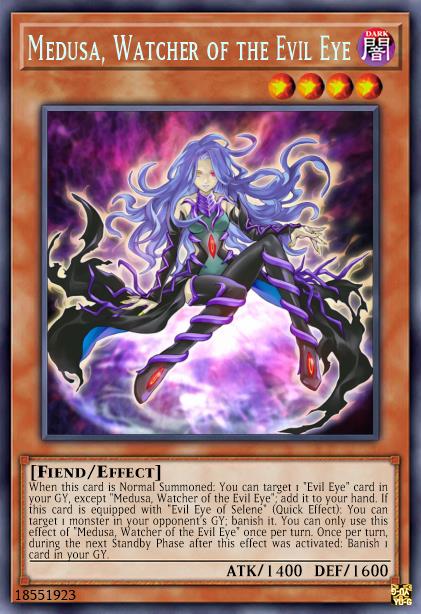 MEDUSA, WATCHER OF THE EVIL EYE
DARK
闇
[FIEND/EFFECT]
When this card is Normal Summoned: You can target 1 "Evil Eye" card in
your GY, except "Medusa, Watcher of the Evil Eye"; add it to your hand. If
this card is equipped with "Evil Eye of Selene" (Quick Effect): You can
target 1 monster in your opponent's GY; banish it. You can only use this
effect of "Medusa, Watcher of the Evil Eye" once per turn. Once per turn,
during the next Standby Phase after this effect was activated: Banish 1
card in your GY.
ATK/1400 DEF/1600
18551923